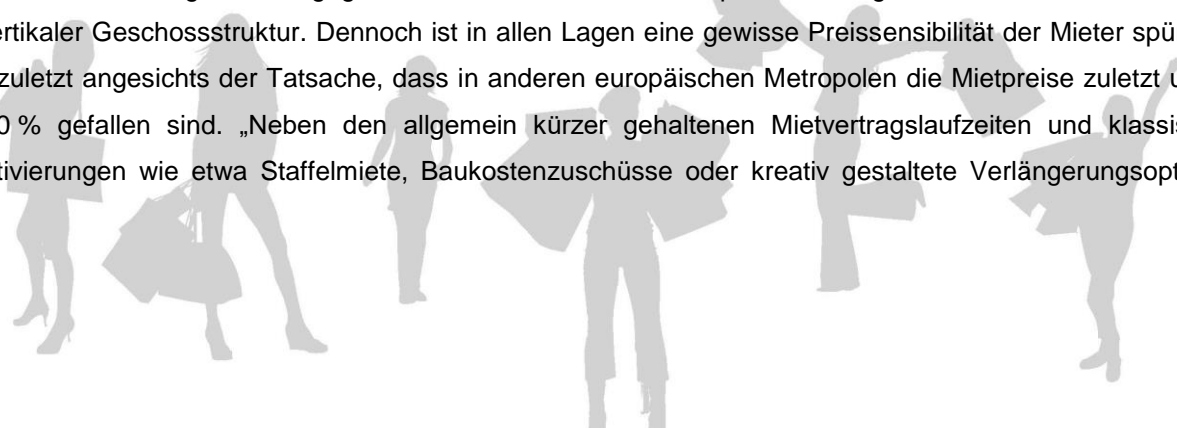 ertikaler Geschossstruktur. Dennoch ist in allen Lagen eine gewisse Preissensibilität der Mieter spü
zuletzt angesichts der Tatsache, dass in anderen europäischen Metropolen die Mietpreise zuletzt u
0 % gefallen sind. „Neben den allgemein kürzer gehaltenen Mietvertragslaufzeiten und klassis
tivierungen wie etwa Staffelmiete, Baukostenzuschüsse oder kreativ gestaltete Verlängerungsopt